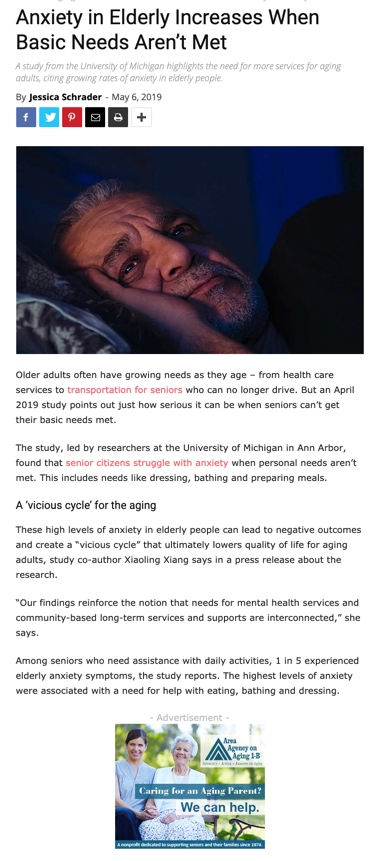 Anxiety in Elderly Increases When
Basic Needs Aren’t Met
A study from the University of Michigan highlights the need for more services for aging
adults, citing growing rates of anxiety in elderly people.
By Jessica Schrader - May 6, 2019
Older adults often have growing needs as they age – from health care
services to transportation for seniors who can no longer drive. But an April
2019 study points out just how serious it can be when seniors can’t get
their basic needs met.
The study, led by researchers at the University of Michigan in Ann Arbor,
found that senior citizens struggle with anxiety when personal needs aren’t
met. This includes needs like dressing, bathing and preparing meals.
A ‘vicious cycle’ for the aging
These high levels of anxiety in elderly people can lead to negative outcomes
and create a “vicious cycle” that ultimately lowers quality of life for aging
adults, study co-author Xiaoling Xiang says in a press release about the
research.
“Our findings reinforce the notion that needs for mental health services and
community-based long-term services and supports are interconnected,” she
says.
Among seniors who need assistance with daily activities, 1 in 5 experienced
elderly anxiety symptoms, the study reports. The highest levels of anxiety
were associated with a need for help with eating, bathing and dressing.
- Advertisement -
Area
Agency on
Aging 1-B
Caring for an Aging Parent?
We can help.
A nonprofit dedicated to supporting seniors and their families since 1974.